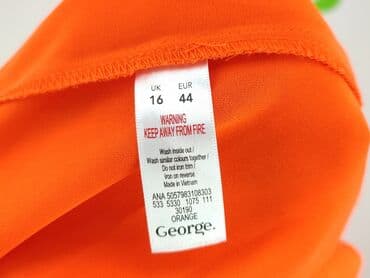 UK EUR
16 44
WARNING
KEEP AWAY FROM FIRE
Wash inside out /
Wash similar colours together /
Do not iron trim /
Iron on reverse
Made in Vietnam
ANA 5057983108303
533 5330 1075 111
30190
ORANGE
George.